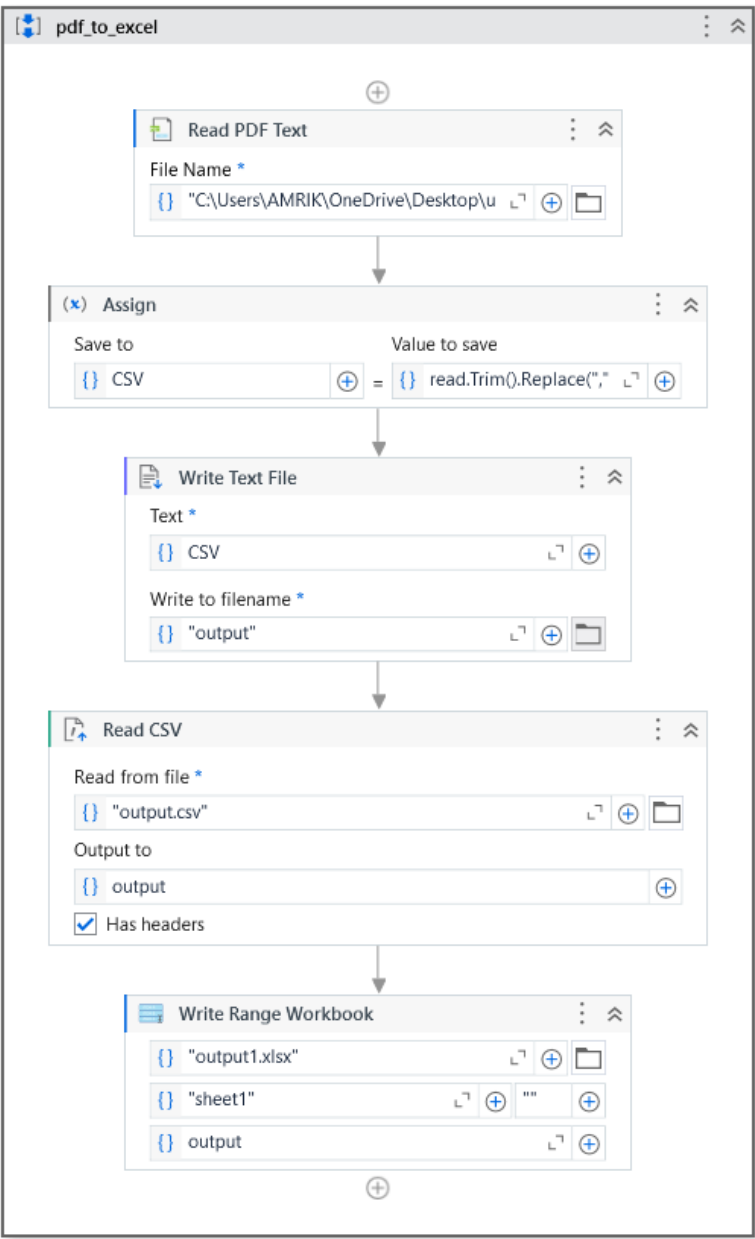 pdf_to_excel
Read PDF Text
File Name *
{} "C:\Users\AMRIK\OneDrive\Desktop\u
(x) Assign
Save to Value to save
{} CSV = {} read.Trim().Replace(","
Write Text File
Text *
{} CSV
Write to filename *
{} "output"
Read CSV
Read from file *
{} "output.csv"
Output to
{} output
Has headers
Write Range Workbook
{} "output1.xlsx"
{} "sheet1" ""
{} output